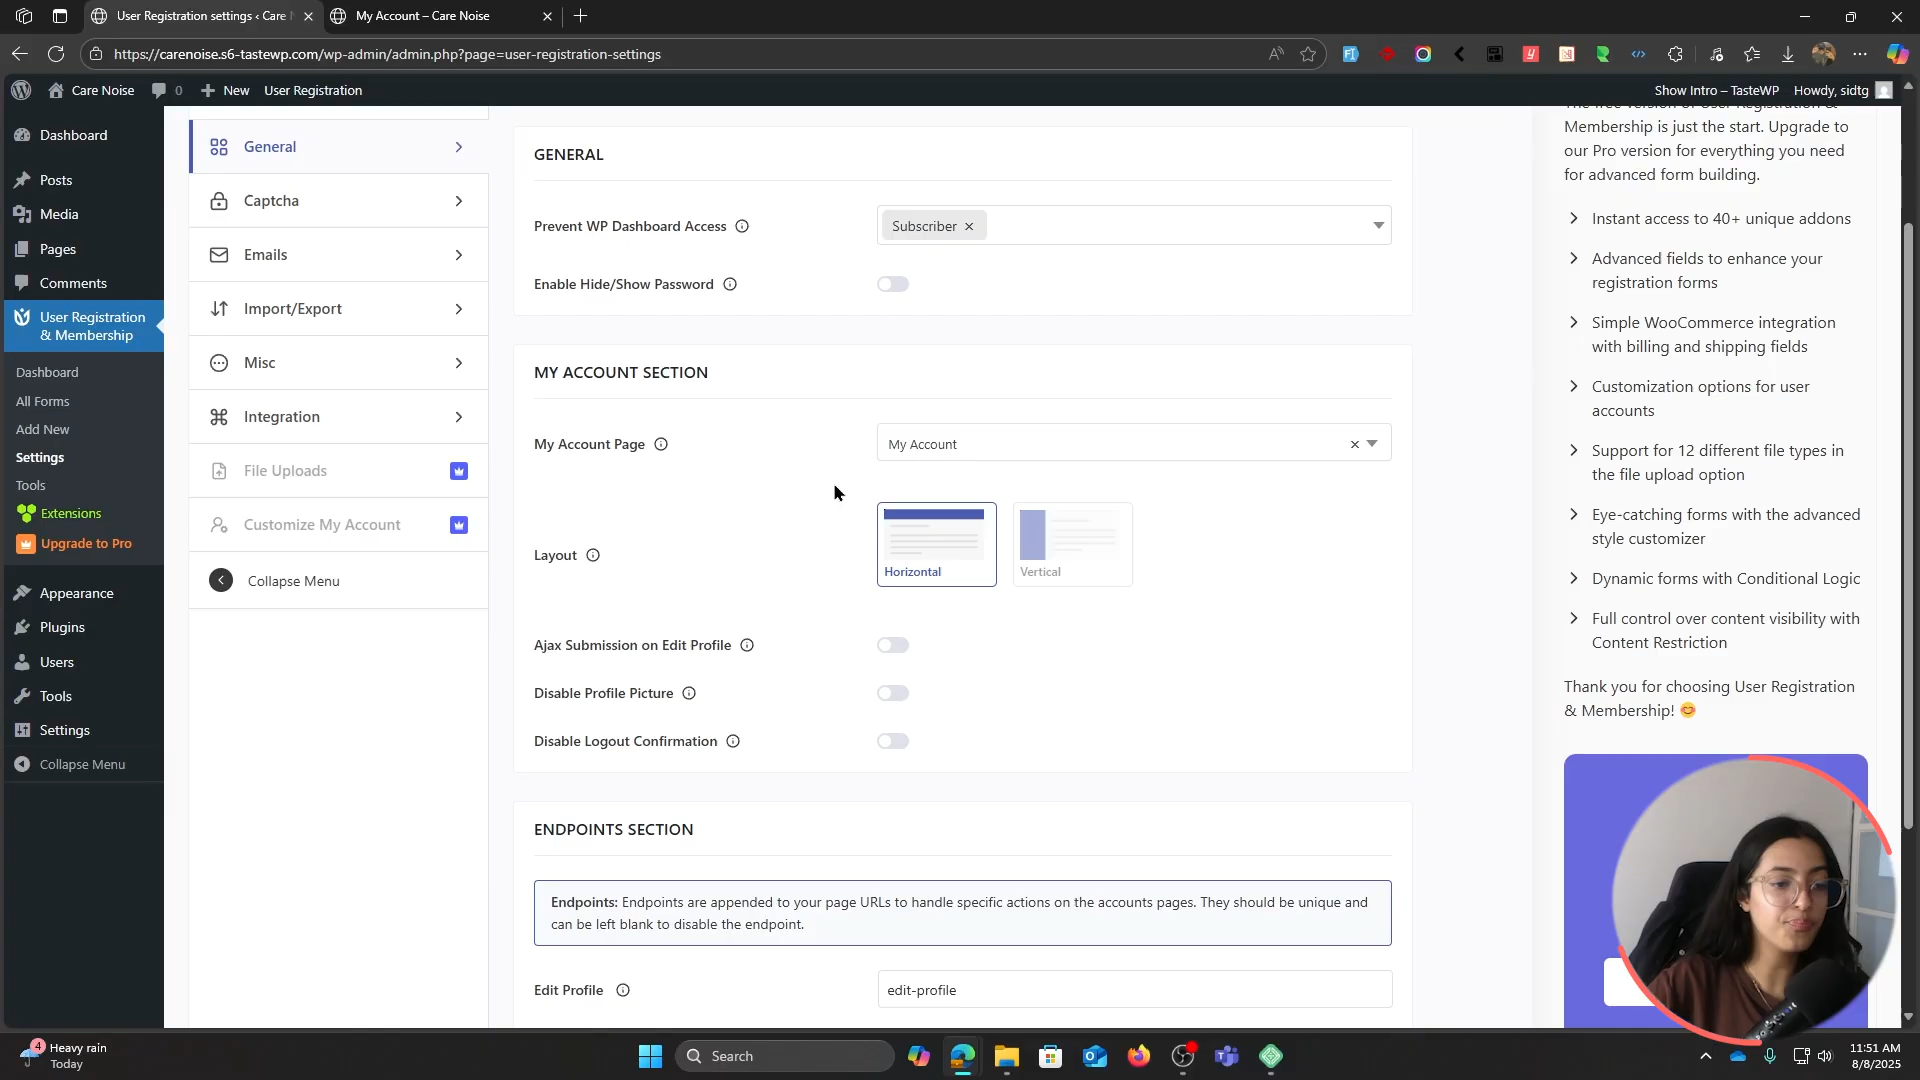 User Registration settings ‹ Care N
My Account – Care Noise
https://carenoise.s6-tastewp.com/wp-admin/admin.php?page=user-registration-settings
Care Noise
0
New
User Registration
Show Intro – TasteWP
Howdy, sidtg
Dashboard
Posts
Media
Pages
Comments
User Registration
& Membership
Dashboard
All Forms
Add New
Settings
Tools
Extensions
Upgrade to Pro
Appearance
Plugins
Users
Tools
Settings
Collapse Menu
General
Captcha
Emails
Import/Export
Misc
Integration
File Uploads
Customize My Account
Collapse Menu
GENERAL
Prevent WP Dashboard Access
Subscriber ×
Enable Hide/Show Password
MY ACCOUNT SECTION
My Account Page
My Account
×
Layout
Horizontal
Vertical
Ajax Submission on Edit Profile
Disable Profile Picture
Disable Logout Confirmation
ENDPOINTS SECTION
Endpoints: Endpoints are appended to your page URLs to handle specific actions on the accounts pages. They should be unique and
can be left blank to disable the endpoint.
Edit Profile
edit-profile
The free version of User Registration &
Membership is just the start. Upgrade to
our Pro version for everything you need
for advanced form building.
Instant access to 40+ unique addons
Advanced fields to enhance your
registration forms
Simple WooCommerce integration
with billing and shipping fields
Customization options for user
accounts
Support for 12 different file types in
the file upload option
Eye-catching forms with the advanced
style customizer
Dynamic forms with Conditional Logic
Full control over content visibility with
Content Restriction
Thank you for choosing User Registration
& Membership! 😊
4
Heavy rain
Today
Search
11:51 AM
8/8/2025